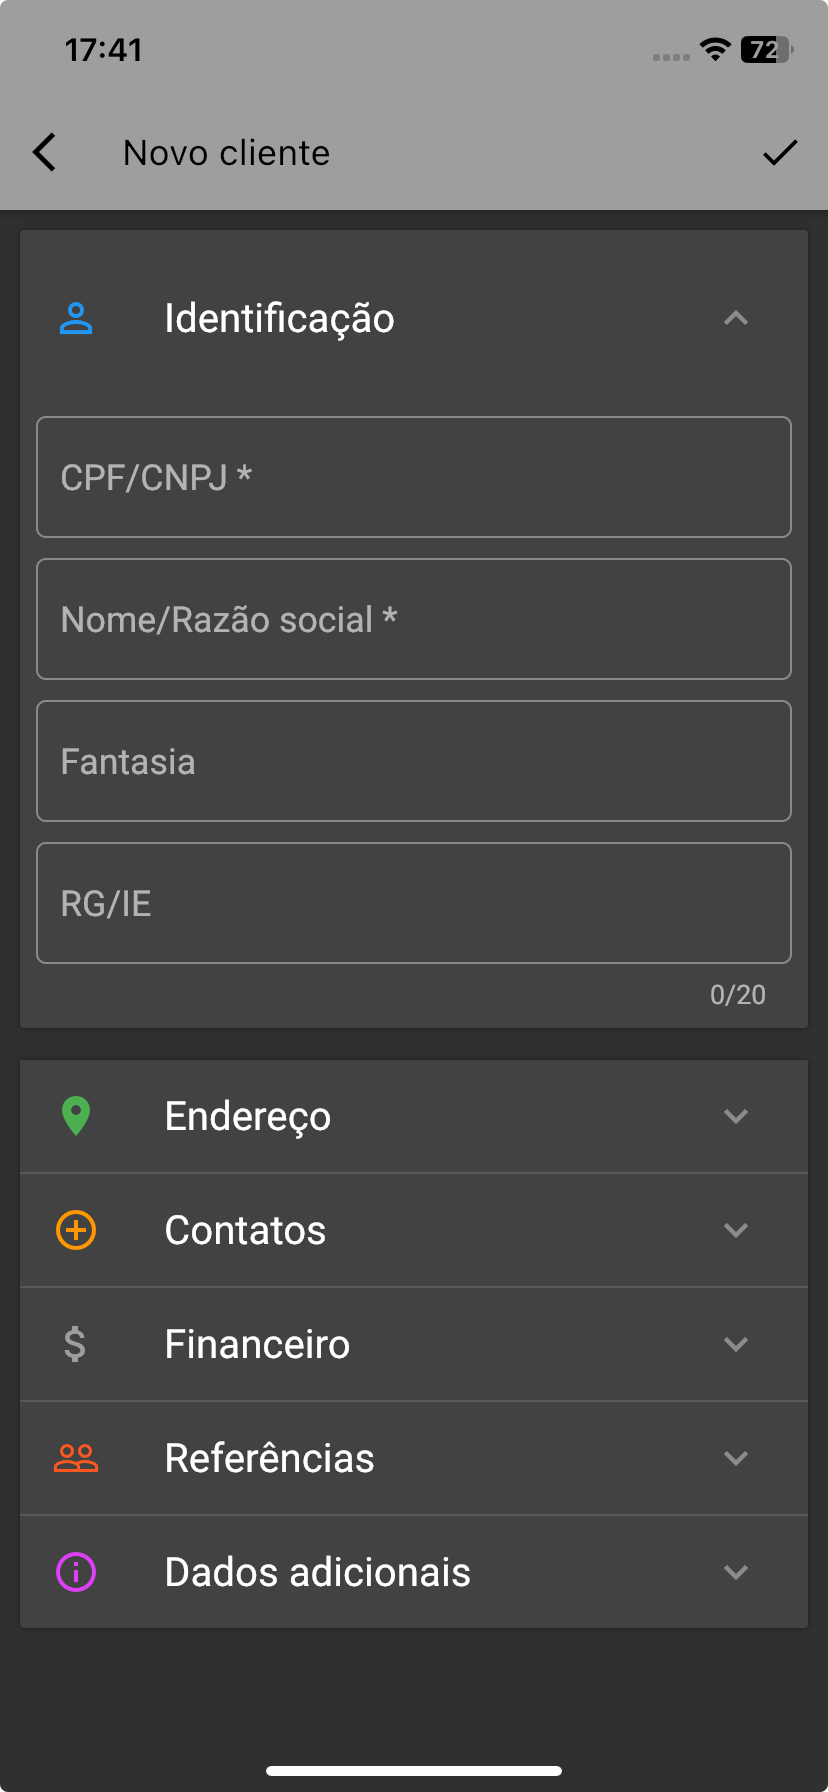 17:41
72
Novo cliente
Identificação
CPF/CNPJ *
Nome/Razão social *
Fantasia
RG/IE
0/20
Endereço
Contatos
$ Financeiro
Referências
Dados adicionais